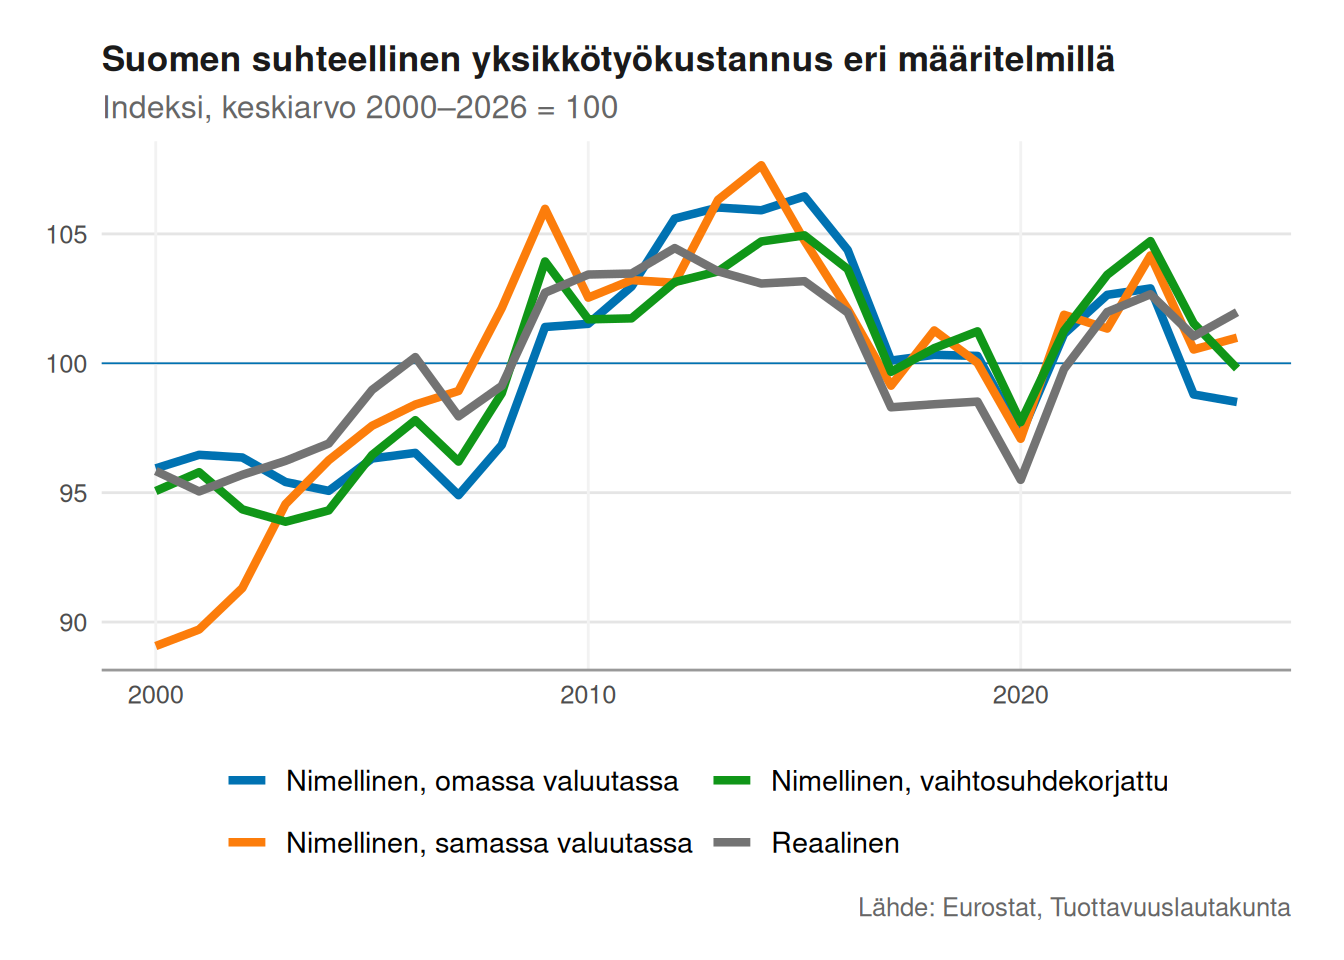 Suomen suhteellinen yksikkötyökustannus eri määritelmillä
Indeksi, keskiarvo 2000–2026 = 100
105
100
95
90
2000
2010
2020
Nimellinen, omassa valuutassa
Nimellinen, vaihtosuhdekorjattu
Nimellinen, samassa valuutassa
Reaalinen
Lähde: Eurostat, Tuottavuuslautakunta